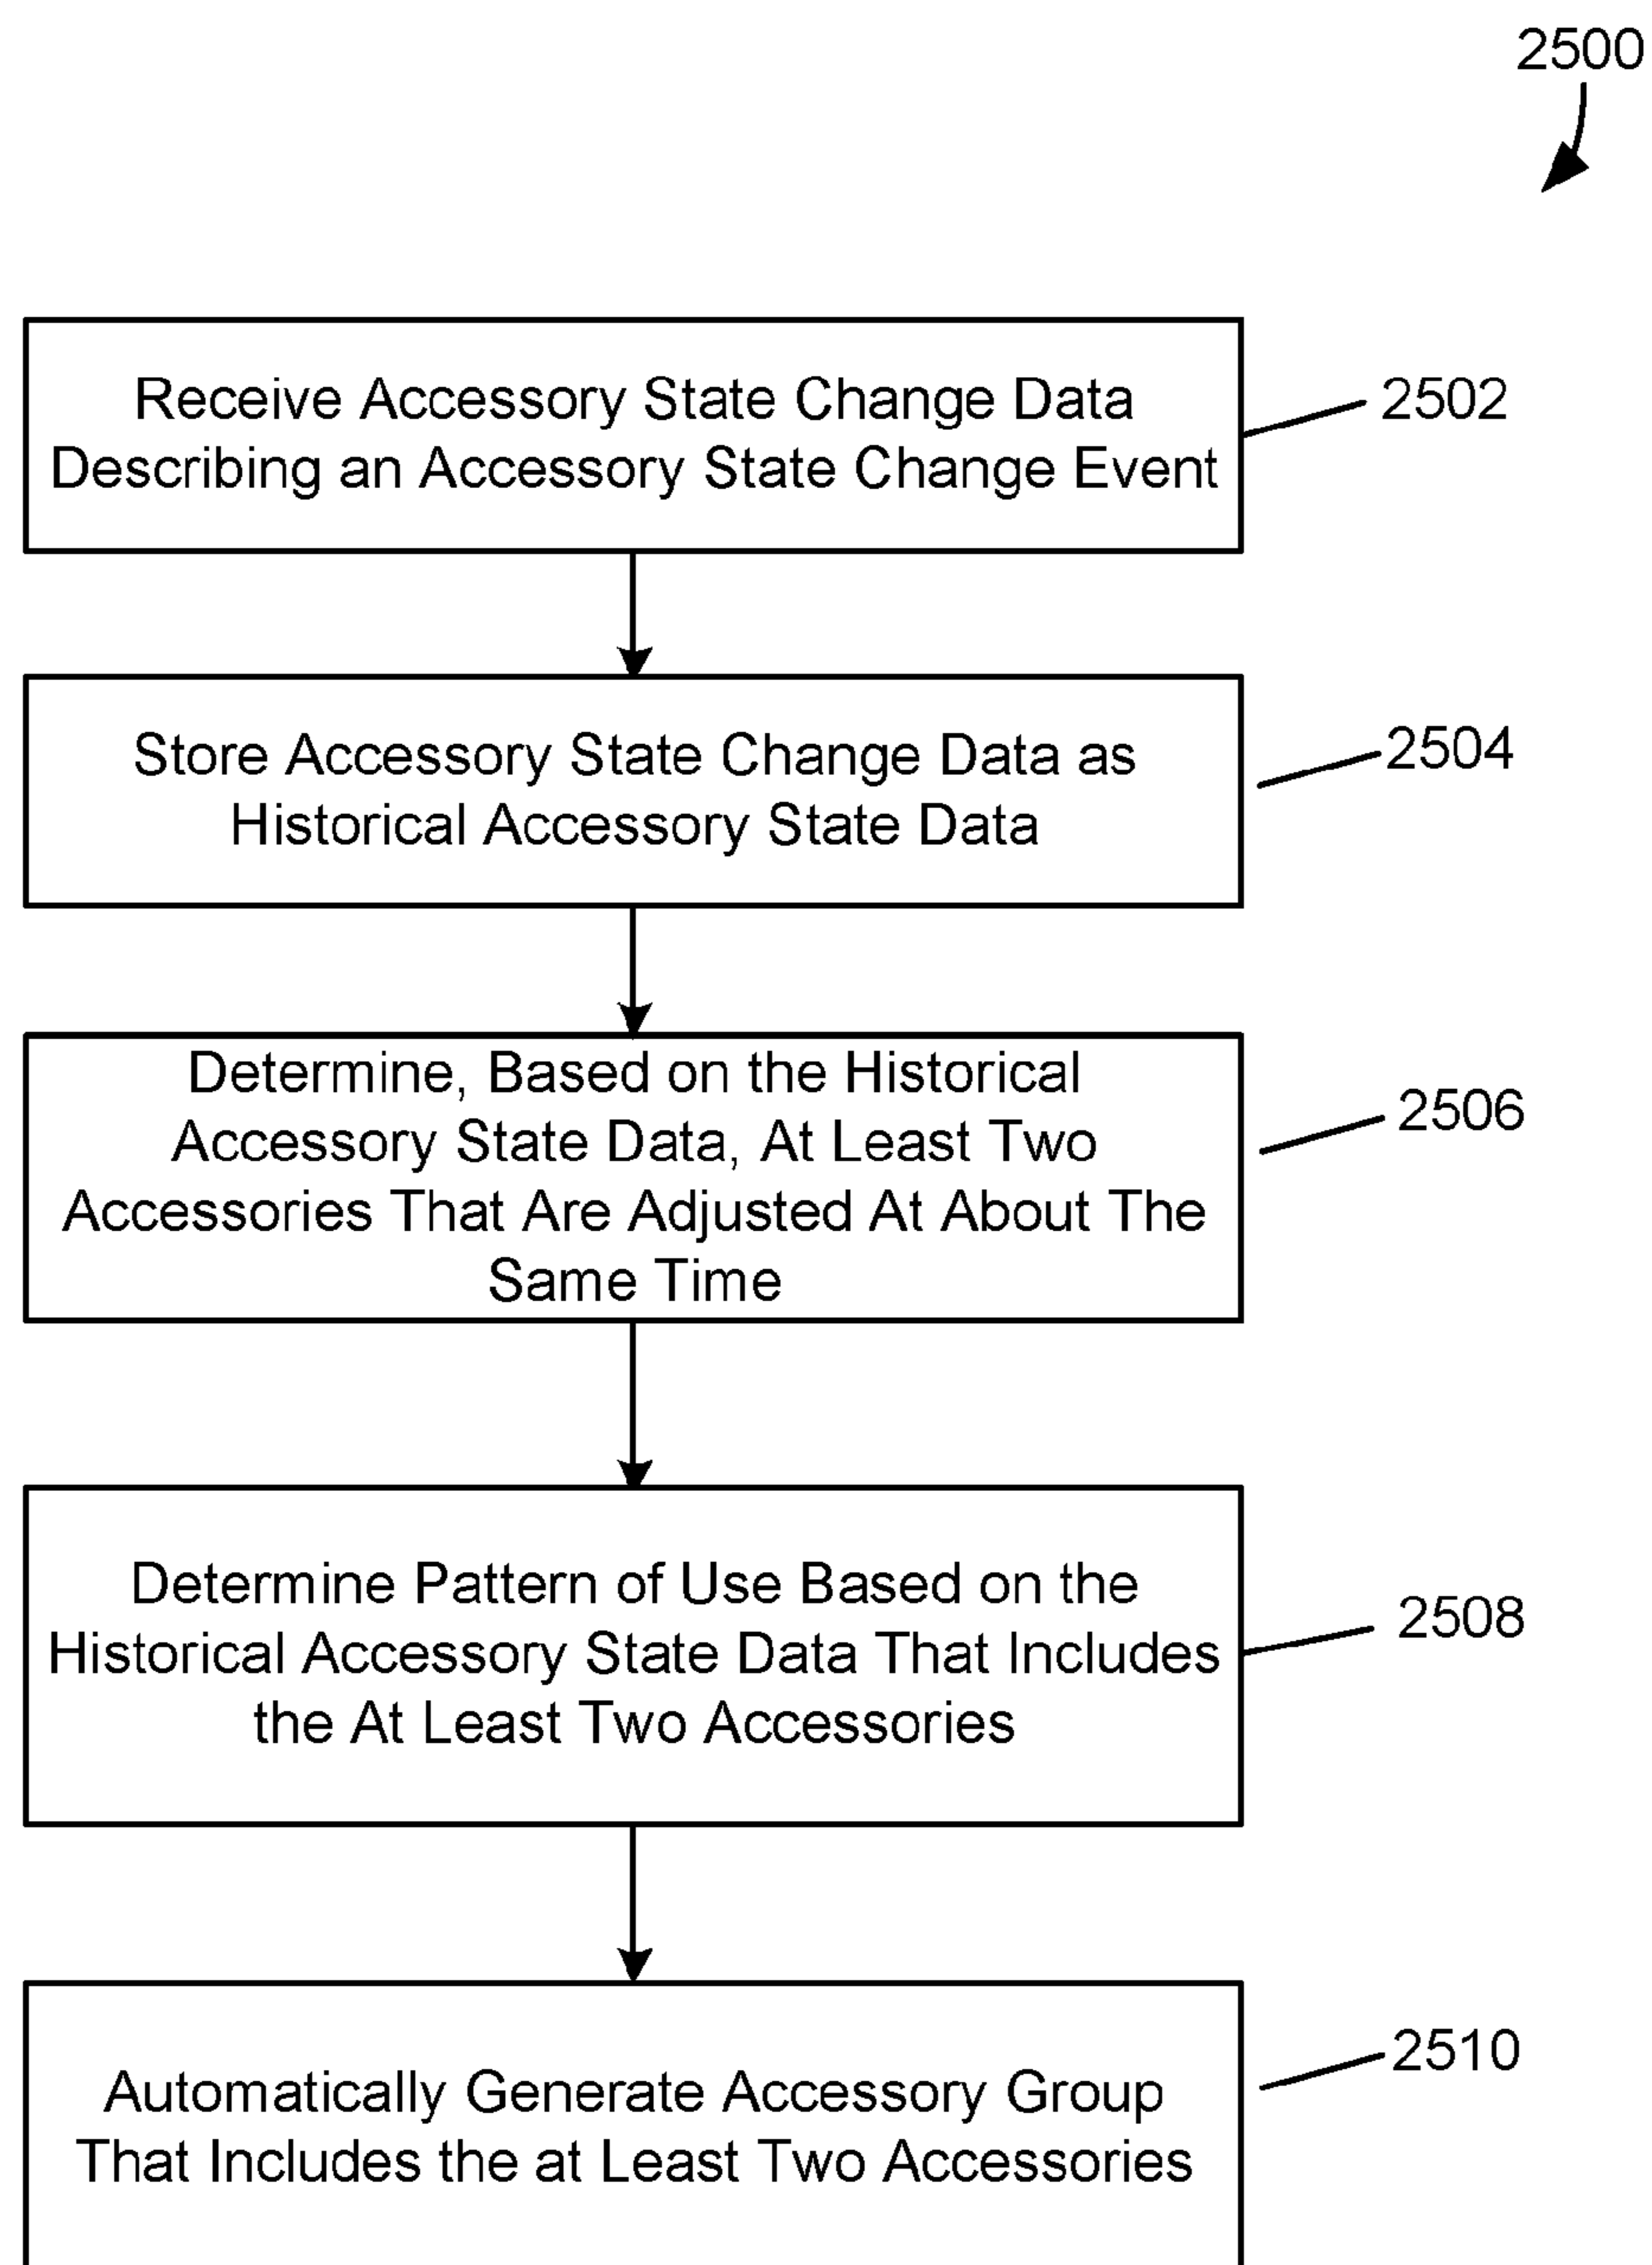 2500
Receive Accessory State Change Data
Describing an Accessory State Change Event
2502
Store Accessory State Change Data as
Historical Accessory State Data
2504
Determine, Based on the Historical
Accessory State Data, At Least Two
Accessories That Are Adjusted At About The
Same Time
2506
Determine Pattern of Use Based on the
Historical Accessory State Data That Includes
the At Least Two Accessories
2508
Automatically Generate Accessory Group
That Includes the at Least Two Accessories
2510